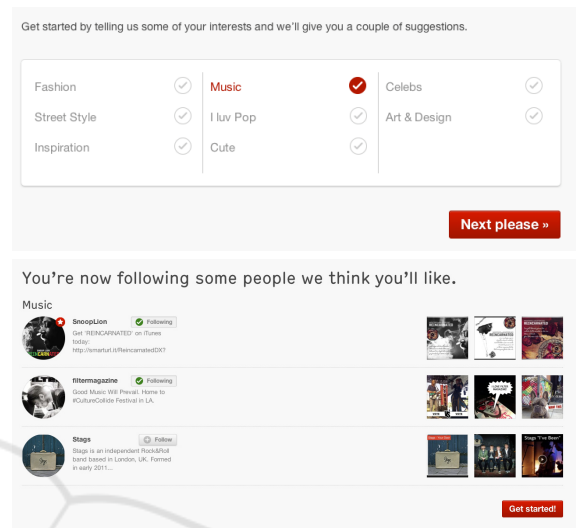 Get started by telling us some of your interests and we'll give you a couple of suggestions.
Fashion
Music
Celebs
Street Style
I luv Pop
Art & Design
Inspiration
Cute
Next please »
You're now following some people we think you'll like.
Music
SnoopLion
Following
Get 'REINCARNATED' on iTunes
today:
http://smarturl.it/ReincarnatedDX?
filtermagazine
Following
Good Music Will Prevail. Home to
#CultureCollide Festival in LA.
Stags
Follow
Stags is an independent Rock&Roll
band based in London, UK. Formed
in early 2011...
Stags "I've Been"
Get started!